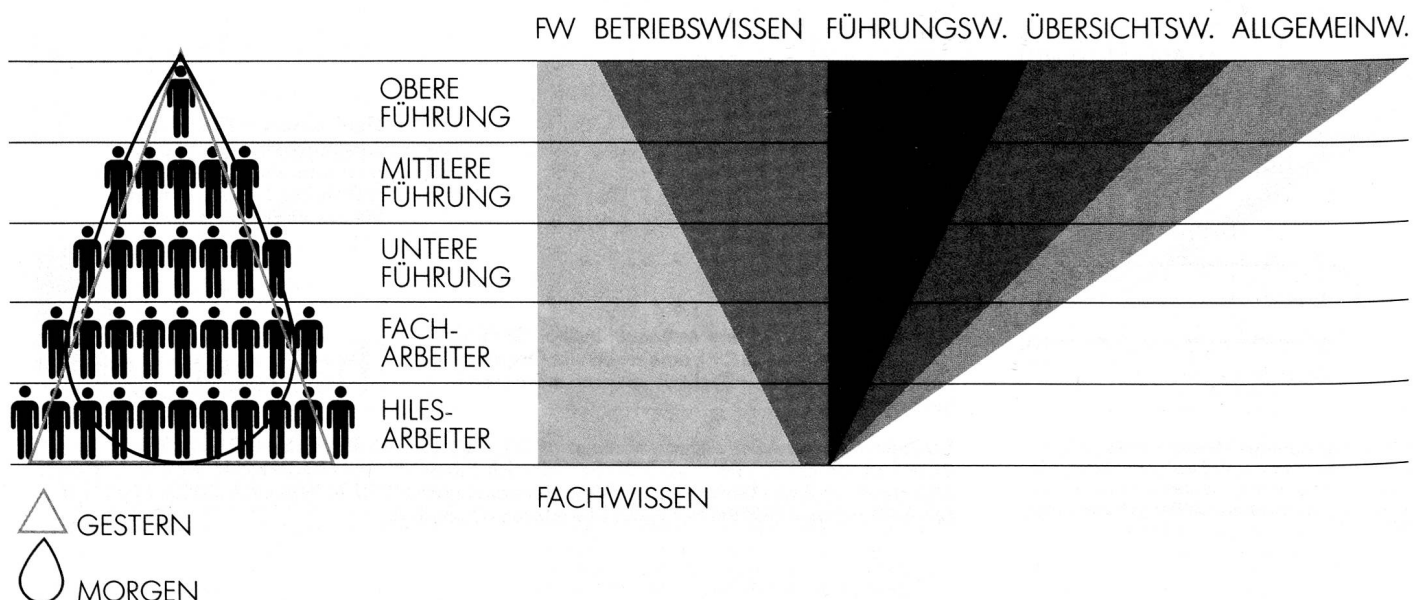 FW BETRIEBSWISSEN FÜHRUNGSW. ÜBERSICHTSW. ALLGEMEINW.
OBERE
FÜHRUNG
MITTLERE
FÜHRUNG
UNTERE
FÜHRUNG
FACH-
ARBEITER
HILFS-
ARBEITER
FACHWISSEN
GESTERN
MORGEN